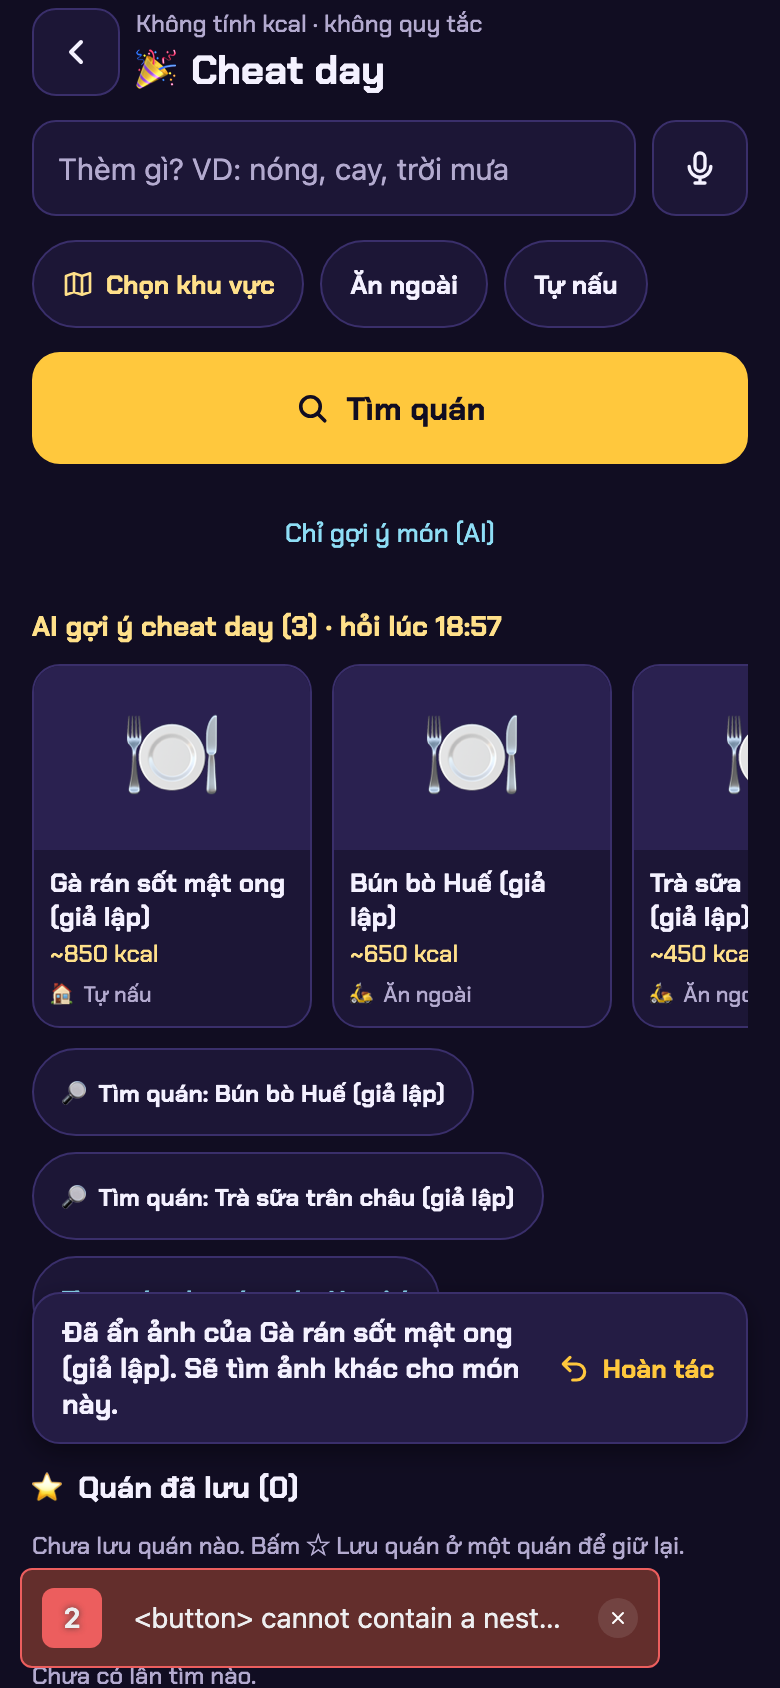 Không tính kcal · không quy tắc
🎉 Cheat day
Thèm gì? VD: nóng, cay, trời mưa
Chọn khu vực
Ăn ngoài
Tự nấu
Tìm quán
Chỉ gợi ý món (AI)
AI gợi ý cheat day (3) · hỏi lúc 18:57
Gà rán sốt mật ong
(giả lập)
~850 kcal
🏠 Tự nấu
Bún bò Huế (giả
lập)
~650 kcal
🛵 Ăn ngoài
Trà sữa
(giả lập)
~450 kca
🛵 Ăn ngo
🔎 Tìm quán: Bún bò Huế (giả lập)
🔎 Tìm quán: Trà sữa trân châu (giả lập)
Đã ẩn ảnh của Gà rán sốt mật ong
(giả lập). Sẽ tìm ảnh khác cho món
này.
Hoàn tác
⭐ Quán đã lưu (0)
Chưa lưu quán nào. Bấm ☆ Lưu quán ở một quán để giữ lại.
2
<button> cannot contain a nest...
Chưa có lần tìm nào.